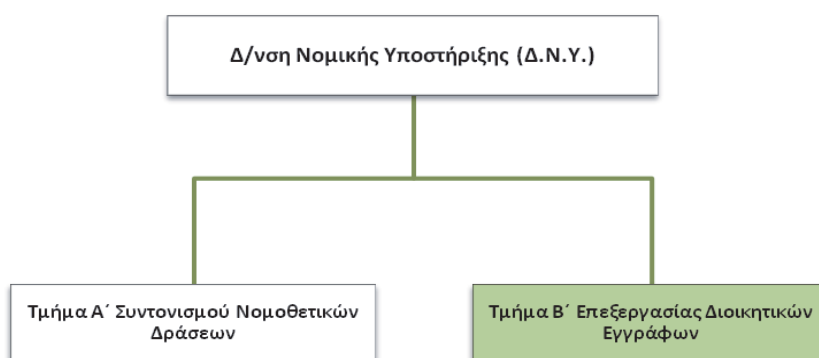 Δ/νση Νομικής Υποστήριξης (Δ.Ν.Υ.)
Τμήμα Α΄ Συντονισμού Νομοθετικών
Δράσεων
Τμήμα Β΄ Επεξεργασίας Διοικητικών
Εγγράφων